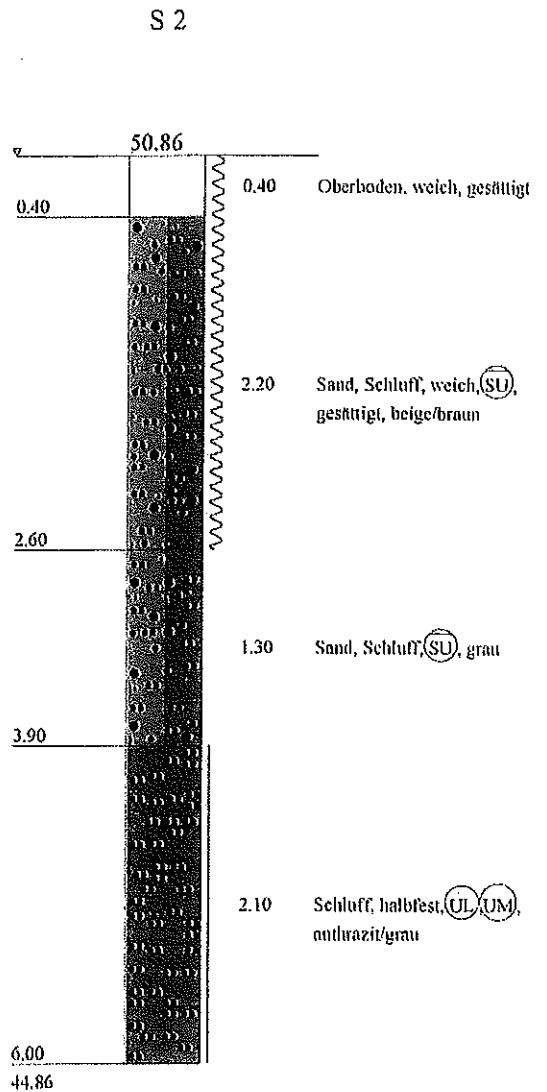 S 2
50.86
0.40 Oberboden, weich, gesättigt
0.40
2.20 Sand, Schluff, weich, SU,
gesättigt, beige/braun
2.60
1.30 Sand, Schluff, SU, grau
3.90
2.10 Schluff, halbfest, UL, UM,
anthrazit/grau
6.00
44.86